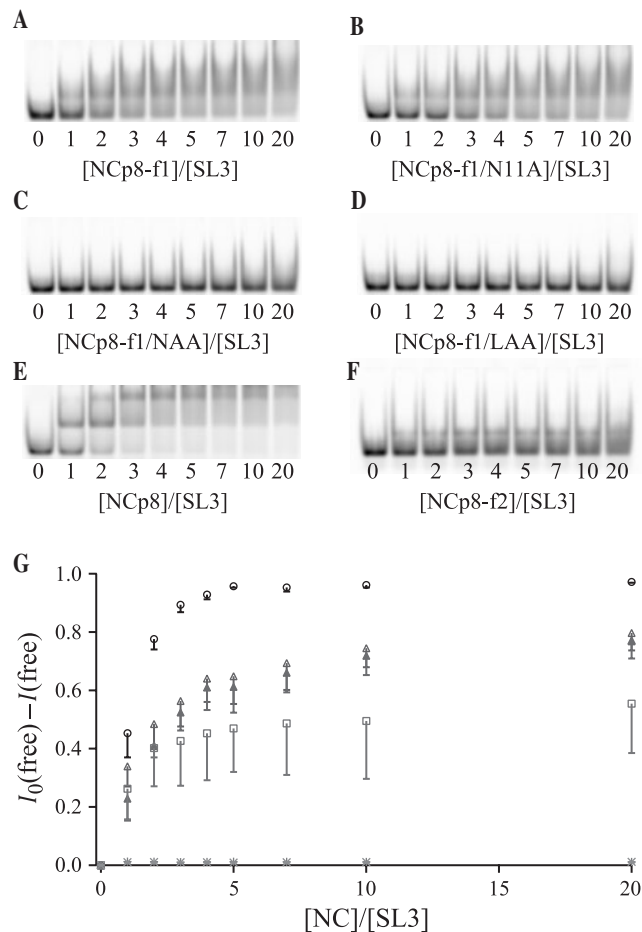 A
B
0 1 2 3 4 5 7 10 20
[NCp8-f1]/[SL3]
0 1 2 3 4 5 7 10 20
[NCp8-f1/N11A]/[SL3]
C
D
0 1 2 3 4 5 7 10 20
[NCp8-f1/NAA]/[SL3]
0 1 2 3 4 5 7 10 20
[NCp8-f1/LAA]/[SL3]
E
F
0 1 2 3 4 5 7 10 20
[NCp8]/[SL3]
0 1 2 3 4 5 7 10 20
[NCp8-f2]/[SL3]
G
I0(free) – I(free)
1.0
0.8
0.6
0.4
0.2
0.0
0 5 10 15 20
[NC]/[SL3]